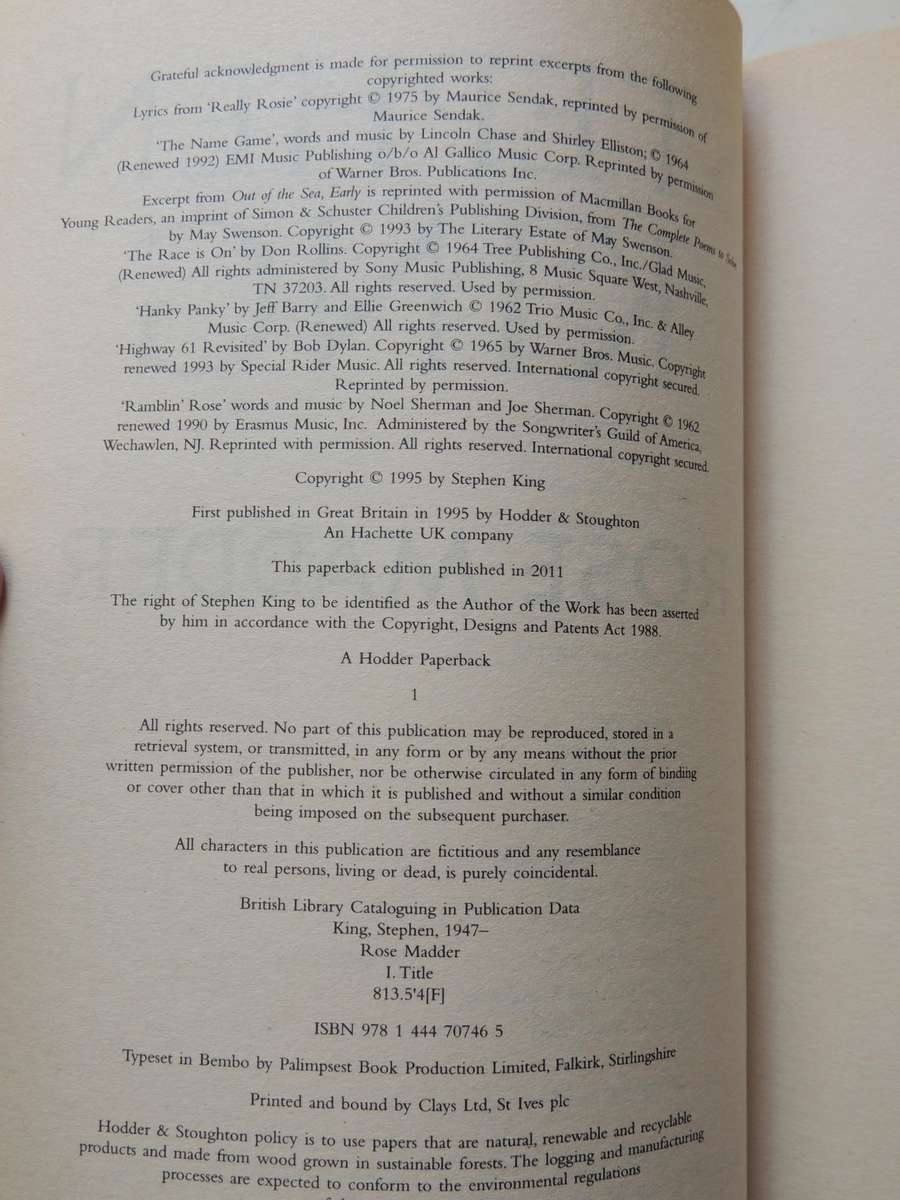 Grateful acknowledgment is made for permission to reprint excerpts from the following
copyrighted works:
Lyrics from 'Really Rosie' copyright © 1975 by Maurice Sendak, reprinted by permission of
Maurice Sendak.
'The Name Game', words and music by Lincoln Chase and Shirley Elliston; © 1964
(Renewed 1992) EMI Music Publishing o/b/o Al Gallico Music Corp. Reprinted by permission
of Warner Bros. Publications Inc.
Excerpt from Out of the Sea, Early is reprinted with permission of Macmillan Books for
Young Readers, an imprint of Simon & Schuster Children's Publishing Division, from The Complete Poems to Solve
by May Swenson. Copyright © 1993 by The Literary Estate of May Swenson.
'The Race is On' by Don Rollins. Copyright © 1964 Tree Publishing Co., Inc./Glad Music,
(Renewed) All rights administered by Sony Music Publishing, 8 Music Square West, Nashville,
TN 37203. All rights reserved. Used by permission.
'Hanky Panky' by Jeff Barry and Ellie Greenwich © 1962 Trio Music Co., Inc. & Alley
Music Corp. (Renewed) All rights reserved. Used by permission.
'Highway 61 Revisited' by Bob Dylan. Copyright © 1965 by Warner Bros. Music. Copyright
renewed 1993 by Special Rider Music. All rights reserved. International copyright secured.
Reprinted by permission.
'Ramblin' Rose' words and music by Noel Sherman and Joe Sherman. Copyright © 1962
renewed 1990 by Erasmus Music, Inc. Administered by the Songwriter's Guild of America,
Wechawlen, NJ. Reprinted with permission. All rights reserved. International copyright secured.
Copyright © 1995 by Stephen King
First published in Great Britain in 1995 by Hodder & Stoughton
An Hachette UK company
This paperback edition published in 2011
The right of Stephen King to be identified as the Author of the Work has been asserted
by him in accordance with the Copyright, Designs and Patents Act 1988.
A Hodder Paperback
1
All rights reserved. No part of this publication may be reproduced, stored in a
retrieval system, or transmitted, in any form or by any means without the prior
written permission of the publisher, nor be otherwise circulated in any form of binding
or cover other than that in which it is published and without a similar condition
being imposed on the subsequent purchaser.
All characters in this publication are fictitious and any resemblance
to real persons, living or dead, is purely coincidental.
British Library Cataloguing in Publication Data
King, Stephen, 1947–
Rose Madder
I. Title
813.5'4[F]
ISBN 978 1 444 70746 5
Typeset in Bembo by Palimpsest Book Production Limited, Falkirk, Stirlingshire
Printed and bound by Clays Ltd, St Ives plc
Hodder & Stoughton policy is to use papers that are natural, renewable and recyclable
products and made from wood grown in sustainable forests. The logging and manufacturing
processes are expected to conform to the environmental regulations